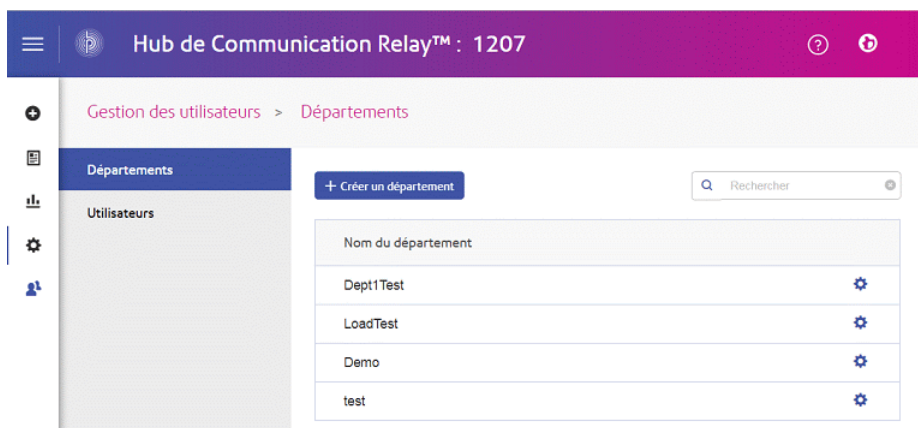 Hub de Communication Relay™ : 1207
Gestion des utilisateurs > Départements
Départements
Utilisateurs
+ Créer un département
Rechercher
Nom du département
Dept1Test
LoadTest
Demo
test